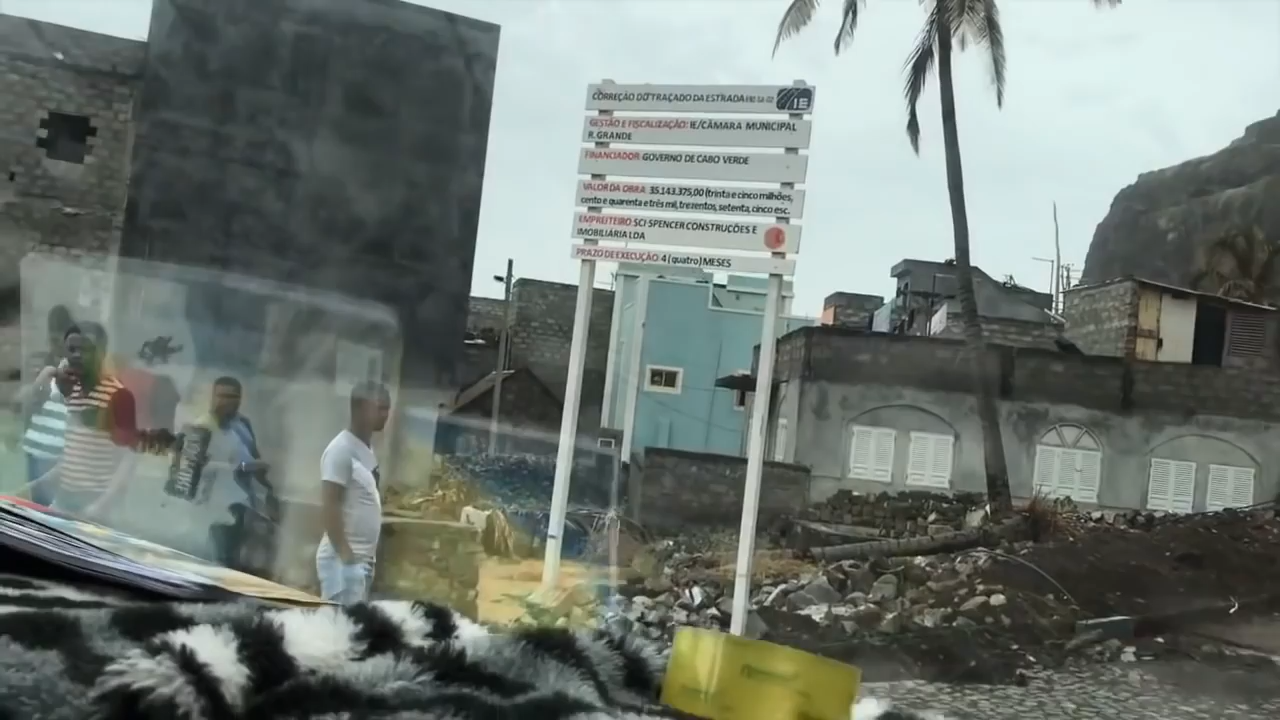 CORREÇÃO DO TRAÇADO DA ESTRADA
IE
GESTÃO E FISCALIZAÇÃO: IE/CÂMARA MUNICIPAL
R.GRANDE
FINANCIADOR: GOVERNO DE CABO VERDE
VALOR DA OBRA: 35.143.375,00 (trinta e cinco milhões,
cento e quarenta e três mil, trezentos, setenta, cinco esc.
EMPREITEIRO: SCI SPENCER CONSTRUÇÕES E
IMOBILIÁRIA LDA
PRAZO DE EXECUÇÃO: 4 (quatro) MESES